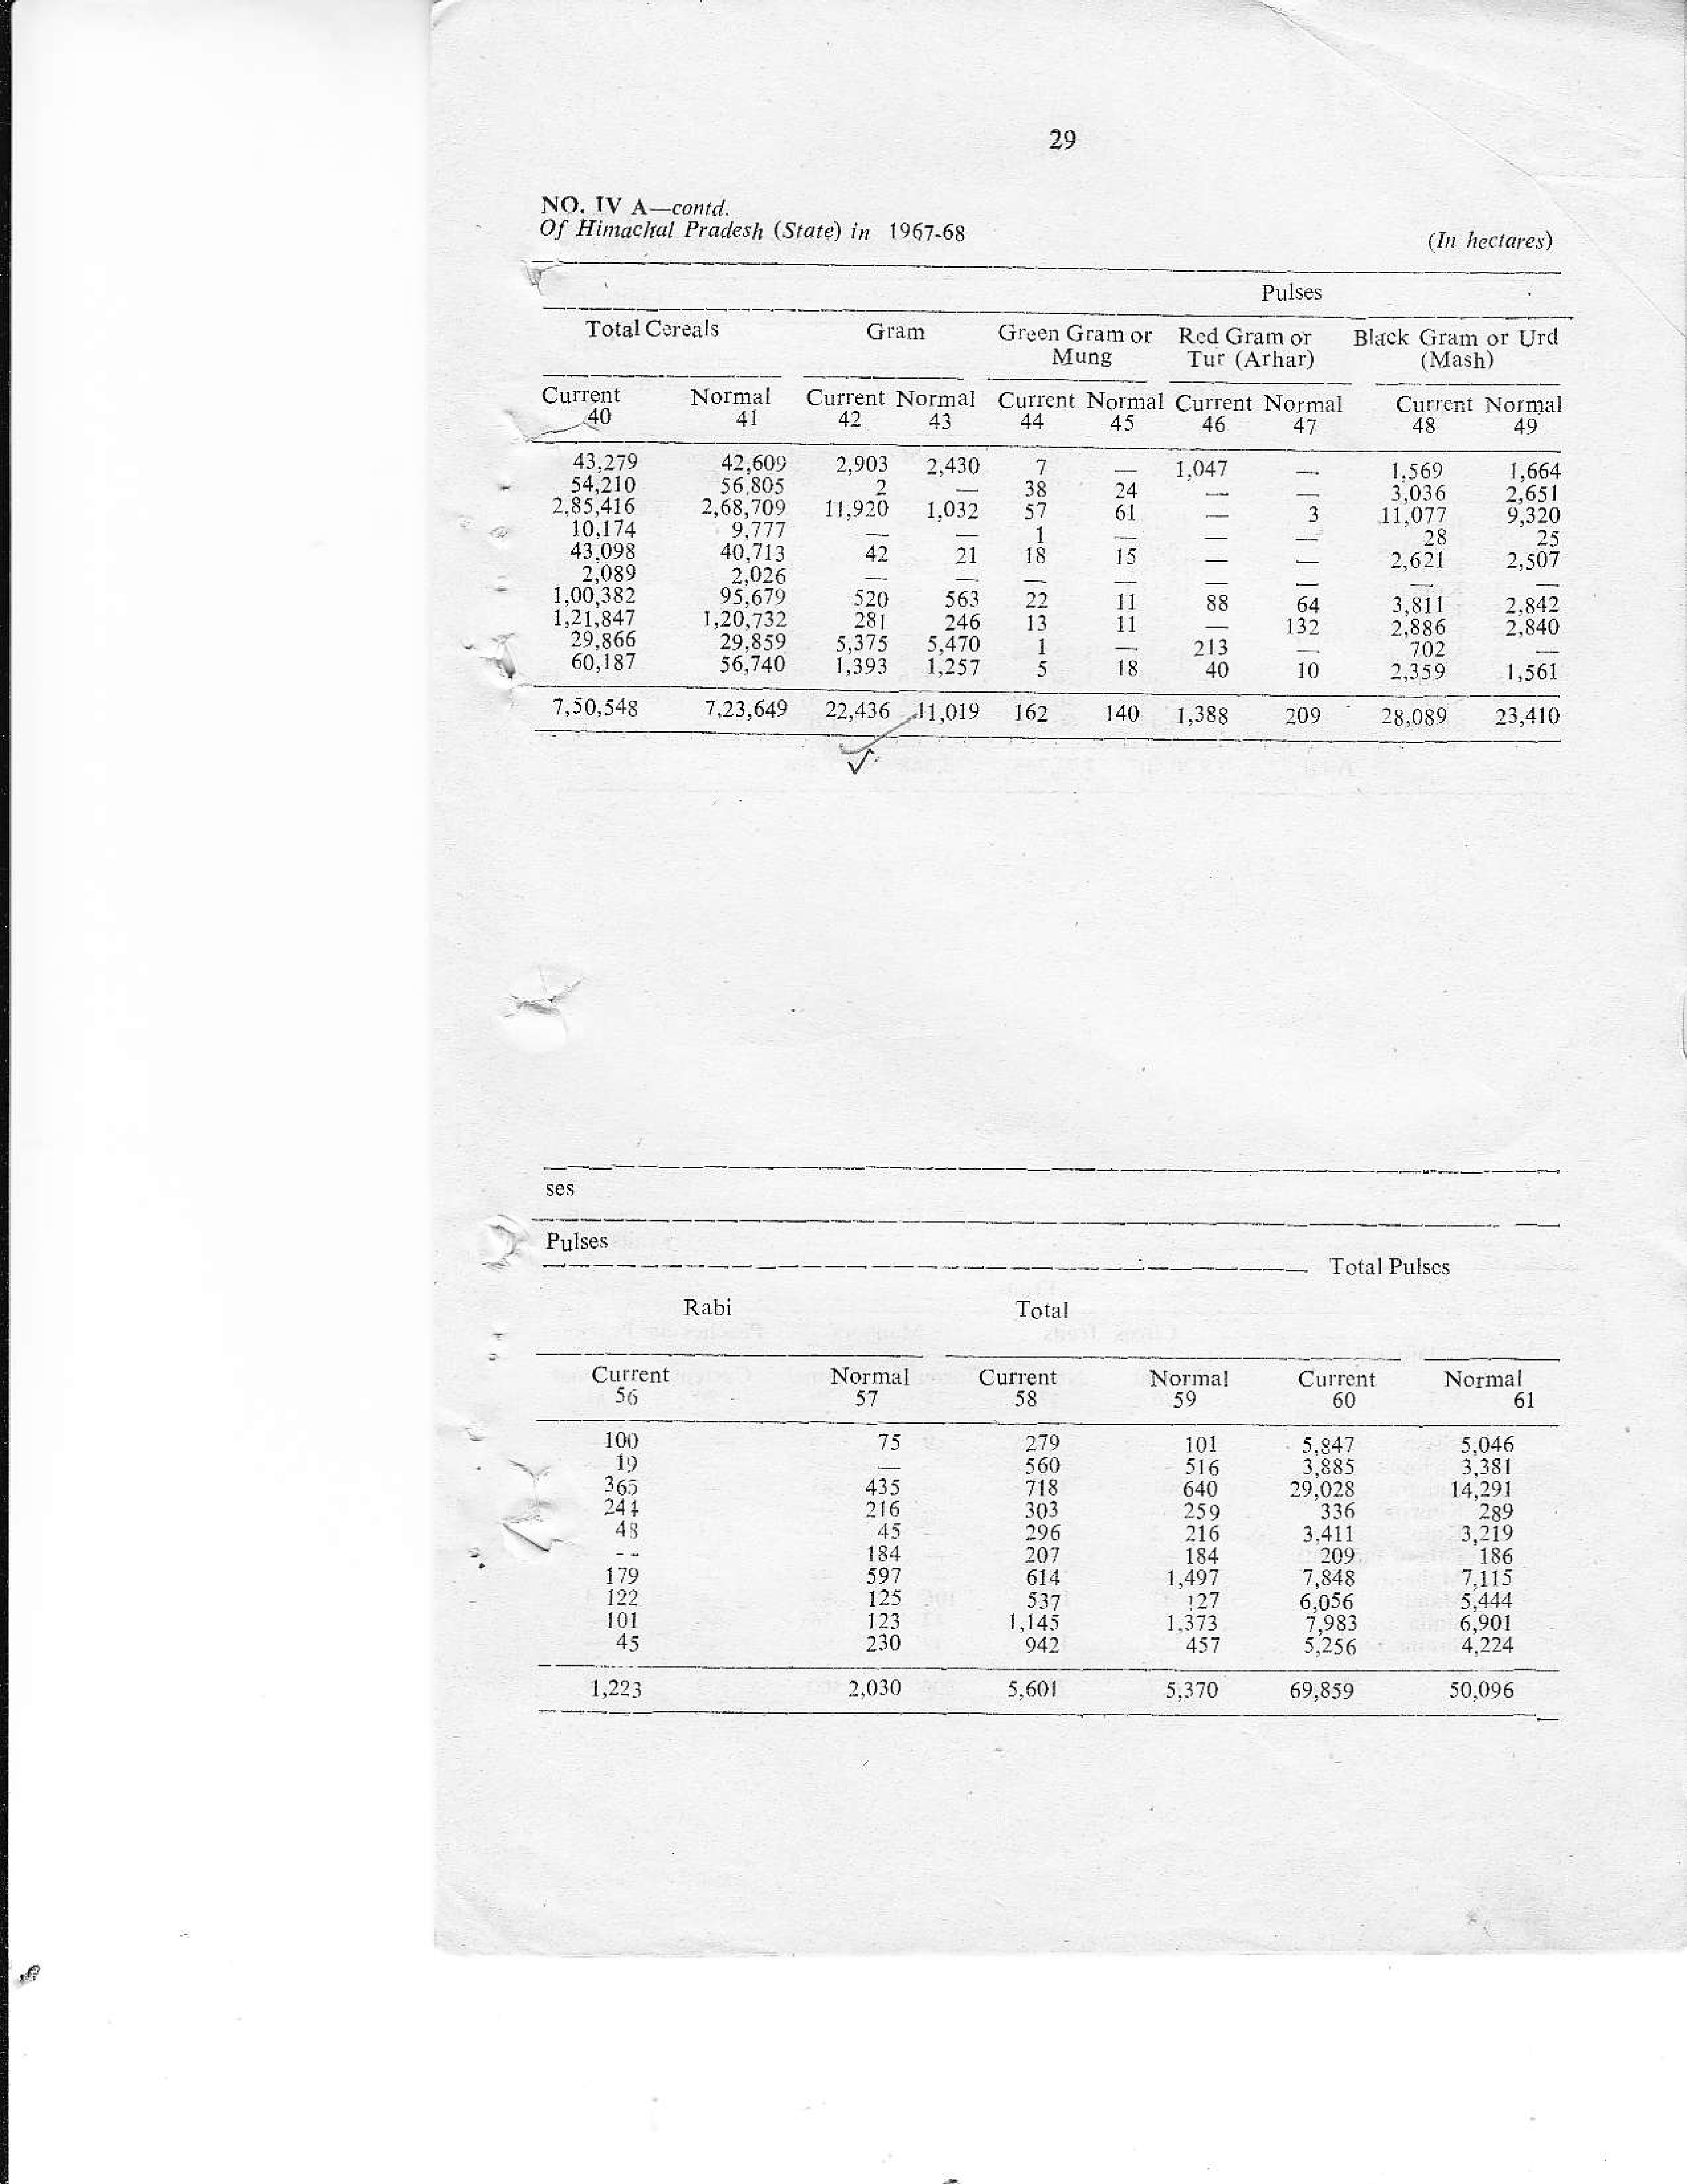 29
NO. IV A—contd.
Of Himachal Pradesh (State) in 1967-68
(In hectares)
Pulses
Total Cereals Gram Green Gram or Mung Red Gram or Tur (Arhar) Black Gram or Urd (Mash)
Current Normal Current Normal Current Normal Current Normal Current Normal
40 41 42 43 44 45 46 47 48 49
43,279 42,609 2,903 2,430 7 — 1,047 — 1,569 1,664
54,210 56,805 2 — 38 24 — — 3,036 2,651
2,85,416 2,68,709 11,920 1,032 57 61 — 3 11,077 9,320
10,174 9,777 — — 1 — — — 28 25
43,098 40,713 42 21 18 15 — — 2,621 2,507
2,089 2,026 — — — — — — — —
1,00,382 95,679 520 563 22 11 88 64 3,811 2,842
1,21,847 1,20,732 281 246 13 11 — 132 2,886 2,840
29,866 29,859 5,375 5,470 1 — 213 — 702 —
60,187 56,740 1,393 1,257 5 18 40 10 2,359 1,561
7,50,548 7,23,649 22,436 11,019 162 140 1,388 209 28,089 23,410
ses
Pulses
Total Pulses
Rabi Total
Current Normal Current Normal Current Normal
56 57 58 59 60 61
100 75 279 101 5,847 5,046
19 — 560 516 3,885 3,381
365 435 718 640 29,028 14,291
244 216 303 259 336 289
48 45 296 216 3,411 3,219
-- 184 207 184 209 186
179 597 614 1,497 7,848 7,115
122 125 537 127 6,056 5,444
101 123 1,145 1,373 7,983 6,901
45 230 942 457 5,256 4,224
1,223 2,030 5,601 5,370 69,859 50,096